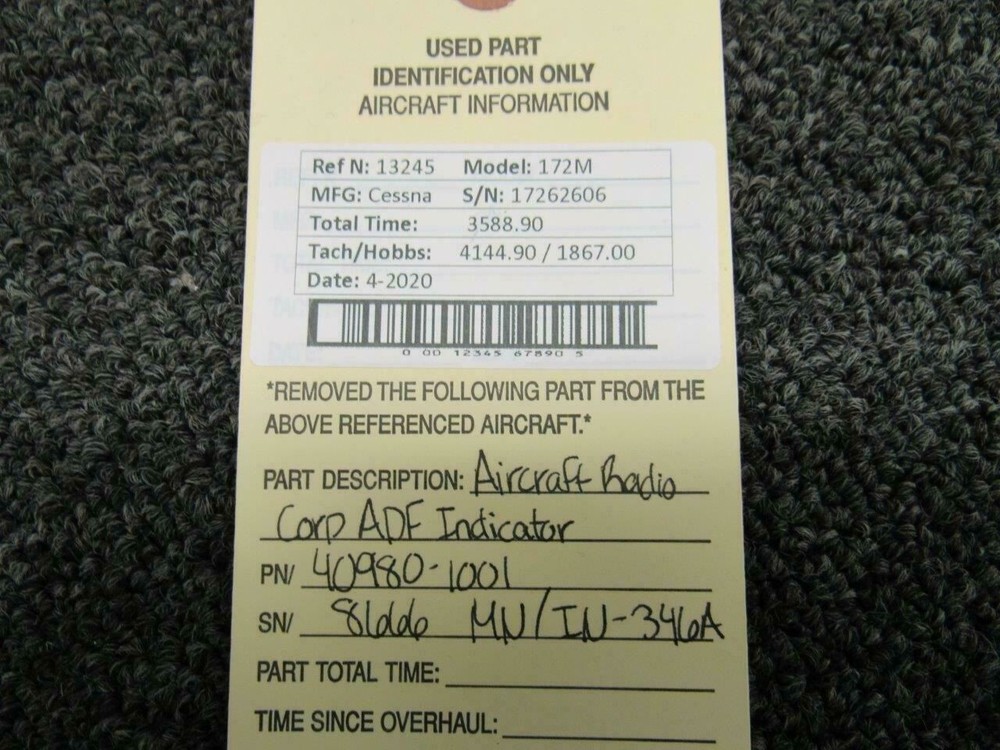 USED PART
IDENTIFICATION ONLY
AIRCRAFT INFORMATION
Ref N: 13245 Model: 172M
MFG: Cessna S/N: 17262606
Total Time: 3588.90
Tach/Hobbs: 4144.90 / 1867.00
Date: 4-2020
0 00 12345 67890 5
*REMOVED THE FOLLOWING PART FROM THE
ABOVE REFERENCED AIRCRAFT.*
PART DESCRIPTION: Aircraft Radio
Corp ADF Indicator
PN/ 40980-1001
SN/ 8666 MN/IN-346A
PART TOTAL TIME:
TIME SINCE OVERHAUL: